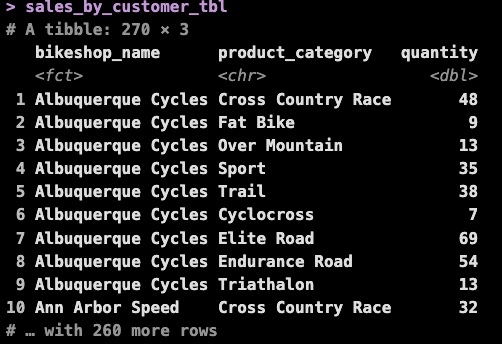 > sales_by_customer_tbl
# A tibble: 270 × 3
bikeshop_name product_category quantity
<fct> <chr> <dbl>
1 Albuquerque Cycles Cross Country Race 48
2 Albuquerque Cycles Fat Bike 9
3 Albuquerque Cycles Over Mountain 13
4 Albuquerque Cycles Sport 35
5 Albuquerque Cycles Trail 38
6 Albuquerque Cycles Cyclocross 7
7 Albuquerque Cycles Elite Road 69
8 Albuquerque Cycles Endurance Road 54
9 Albuquerque Cycles Triathalon 13
10 Ann Arbor Speed Cross Country Race 32
# … with 260 more rows